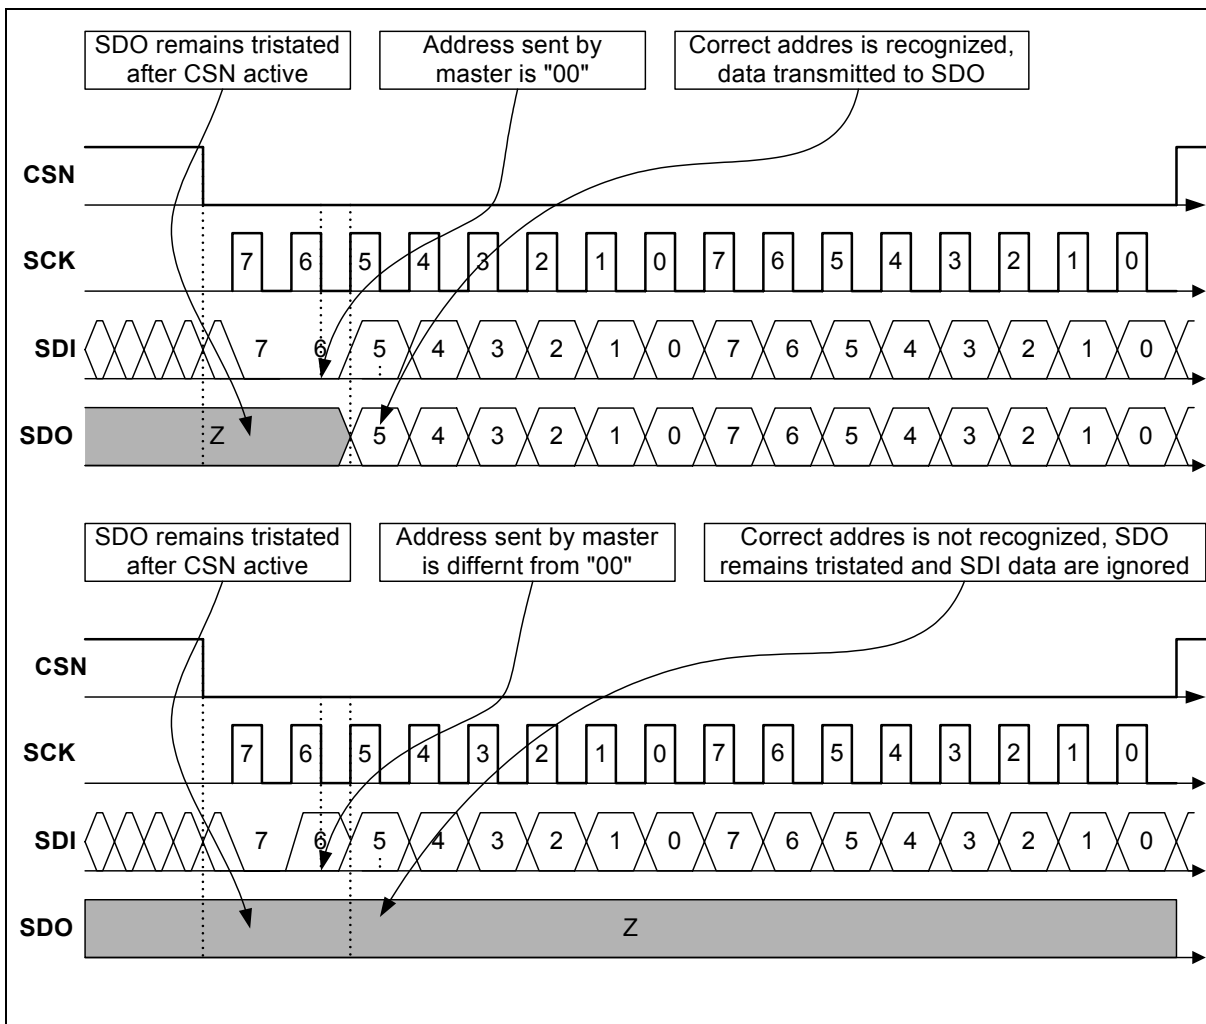 SDO remains tristated
after CSN active
Address sent by
master is "00"
Correct addres is recognized,
data transmitted to SDO
CSN
SCK 7 6 5 4 3 2 1 0 7 6 5 4 3 2 1 0
SDI 7 6 5 4 3 2 1 0 7 6 5 4 3 2 1 0
SDO Z 5 4 3 2 1 0 7 6 5 4 3 2 1 0
SDO remains tristated
after CSN active
Address sent by master
is differnt from "00"
Correct addres is not recognized, SDO
remains tristated and SDI data are ignored
CSN
SCK 7 6 5 4 3 2 1 0 7 6 5 4 3 2 1 0
SDI 7 6 5 4 3 2 1 0 7 6 5 4 3 2 1 0
SDO Z